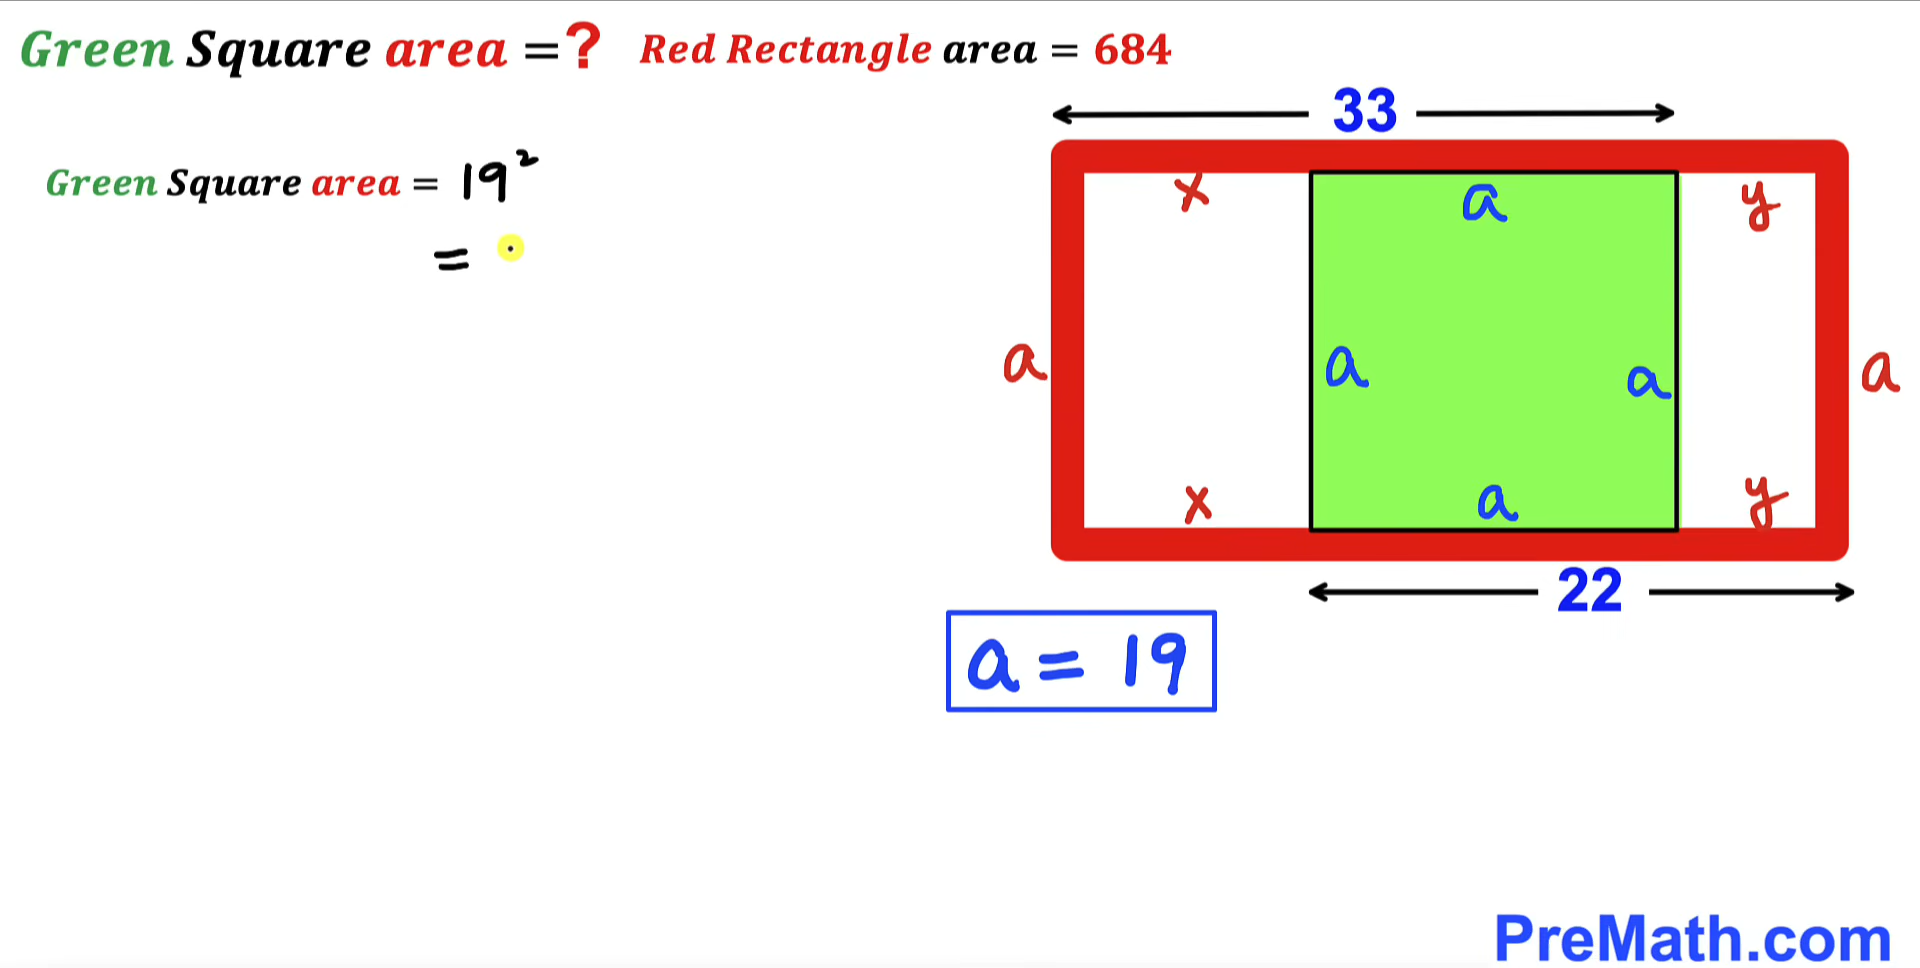 Green Square area =? Red Rectangle area = 684
33
Green Square area = 19²
=
x a y
a a a a
x a y
22
a = 19
PreMath.com